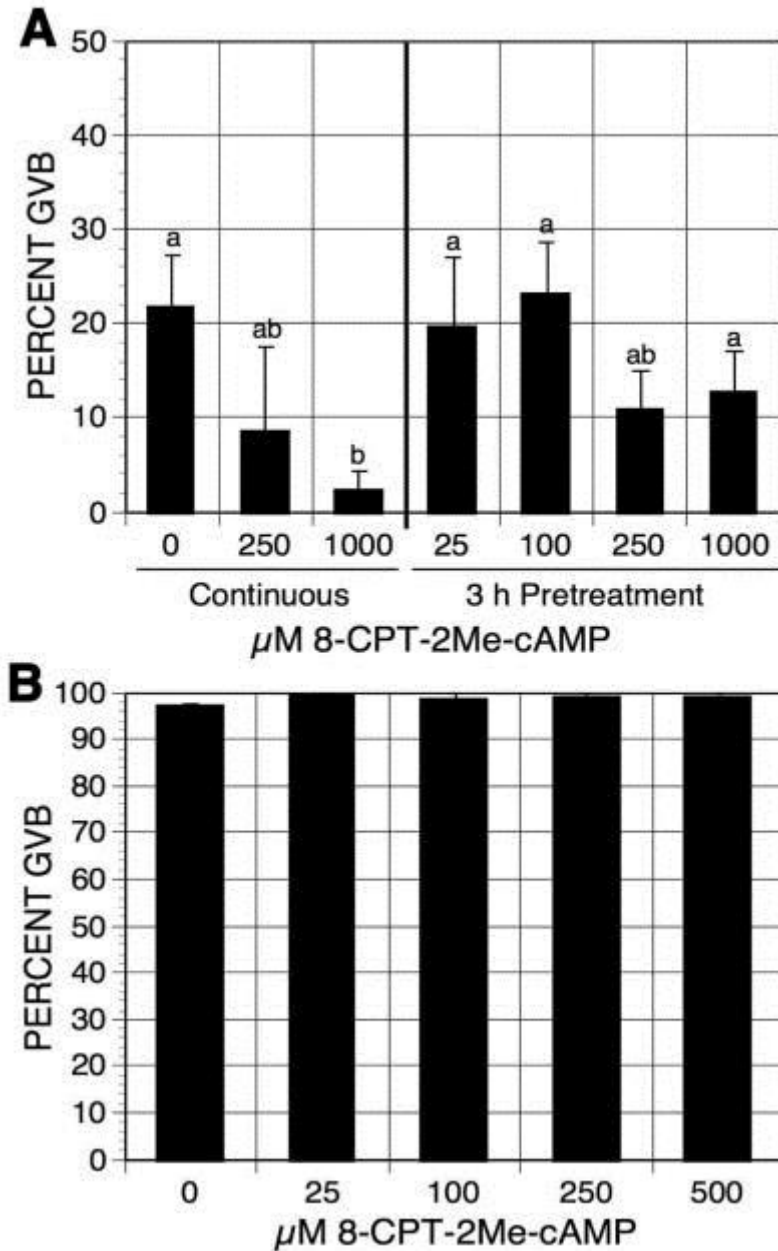 A
PERCENT GVB
50
40
30
20
10
0
a
ab
b
a
a
ab
a
0 250 1000 25 100 250 1000
Continuous 3 h Pretreatment
μM 8-CPT-2Me-cAMP
B
PERCENT GVB
100
90
80
70
60
50
40
30
20
10
0
0 25 100 250 500
μM 8-CPT-2Me-cAMP